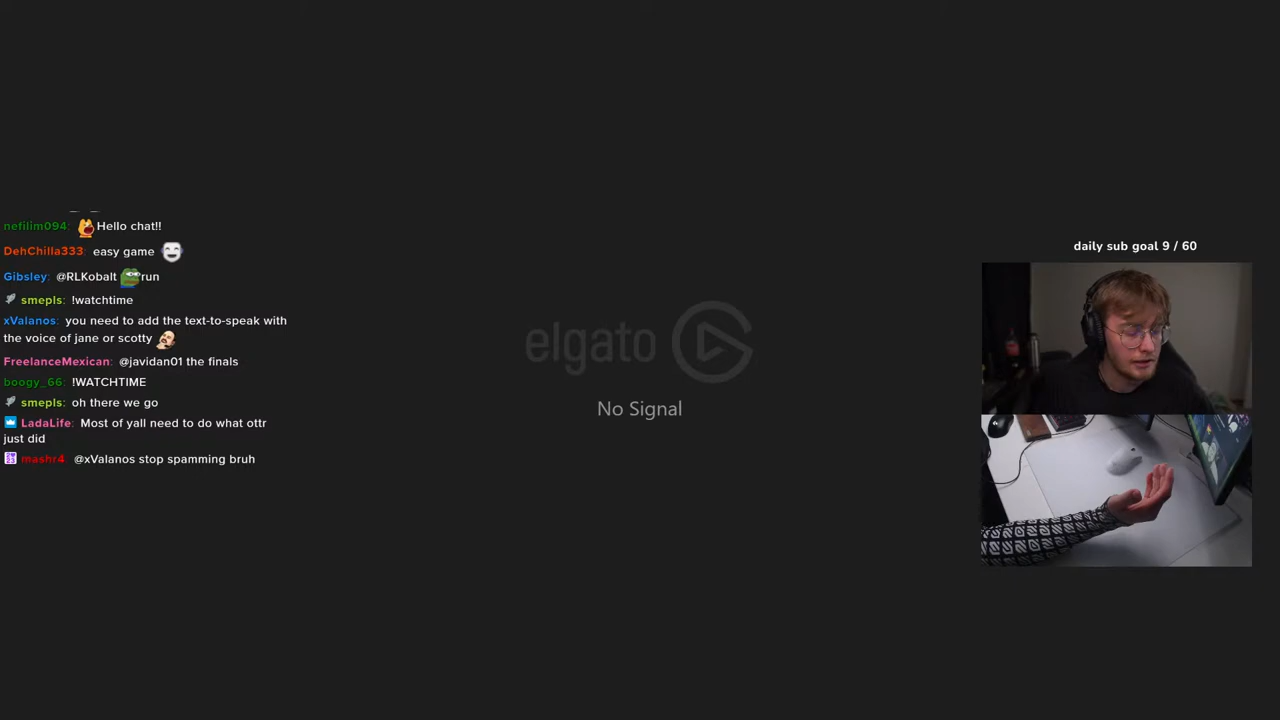 nefilim094: Hello chat!!
DehChilla333: easy game
Gibsley: @RLKobalt run
smepls: !watchtime
xValanos: you need to add the text-to-speak with
the voice of jane or scotty
FreelanceMexican: @javidan01 the finals
boogy_66: !WATCHTIME
smepls: oh there we go
LadaLife: Most of yall need to do what ottr
just did
mashr4: @xValanos stop spamming bruh
elgato
No Signal
daily sub goal 9 / 60